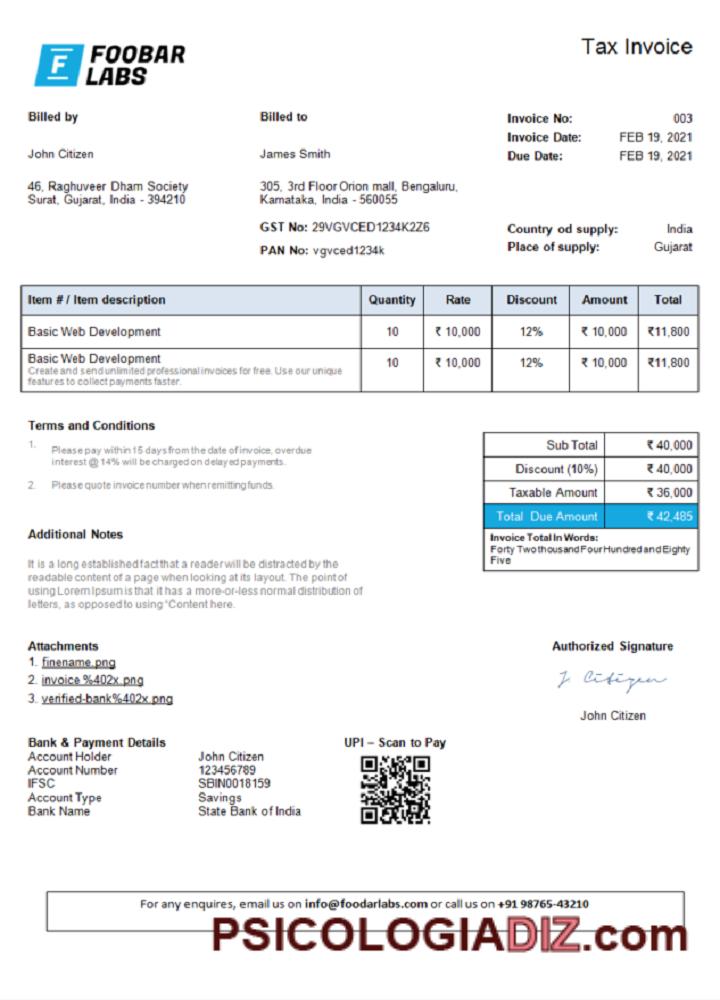 FOOBAR
LABS
Tax Invoice
Billed by
John Citizen
46, Raghuveer Dham Society
Surat, Gujarat, India - 394210
Billed to
James Smith
305, 3rd Floor Orion mall, Bengaluru,
Karnataka, India - 560055
GST No: 29VGVCED1234K2Z6
PAN No: vgvced1234k
Invoice No: 003
Invoice Date: FEB 19, 2021
Due Date: FEB 19, 2021
Country od supply: India
Place of supply: Gujarat
Item # / Item description Quantity Rate Discount Amount Total
Basic Web Development 10 ₹ 10,000 12% ₹ 10,000 ₹11,800
Basic Web Development 10 ₹ 10,000 12% ₹ 10,000 ₹11,800
Create and send unlimited professional invoices for free. Use our unique
features to collect payments faster.
Terms and Conditions
1. Please pay within 15 days from the date of invoice, overdue
interest @ 14% will be charged on delayed payments.
2. Please quote invoice number when remitting funds.
Sub Total ₹ 40,000
Discount (10%) ₹ 40,000
Taxable Amount ₹ 36,000
Total Due Amount ₹ 42,485
Invoice Total In Words:
Forty Two thousand Four Hundred and Eighty
Five
Additional Notes
It is a long established fact that a reader will be distracted by the
readable content of a page when looking at its layout. The point of
using Lorem Ipsum is that it has a more-or-less normal distribution of
letters, as opposed to using 'Content here.
Attachments
1. finename.png
2. invoice %402x.png
3. verified-bank%402x.png
Authorized Signature
J Citizen
John Citizen
Bank & Payment Details
Account Holder John Citizen
Account Number 123456789
IFSC SBIN0018159
Account Type Savings
Bank Name State Bank of India
UPI – Scan to Pay
For any enquires, email us on info@foodarlabs.com or call us on +91 98765-43210
PSICOLOGIADIZ.com